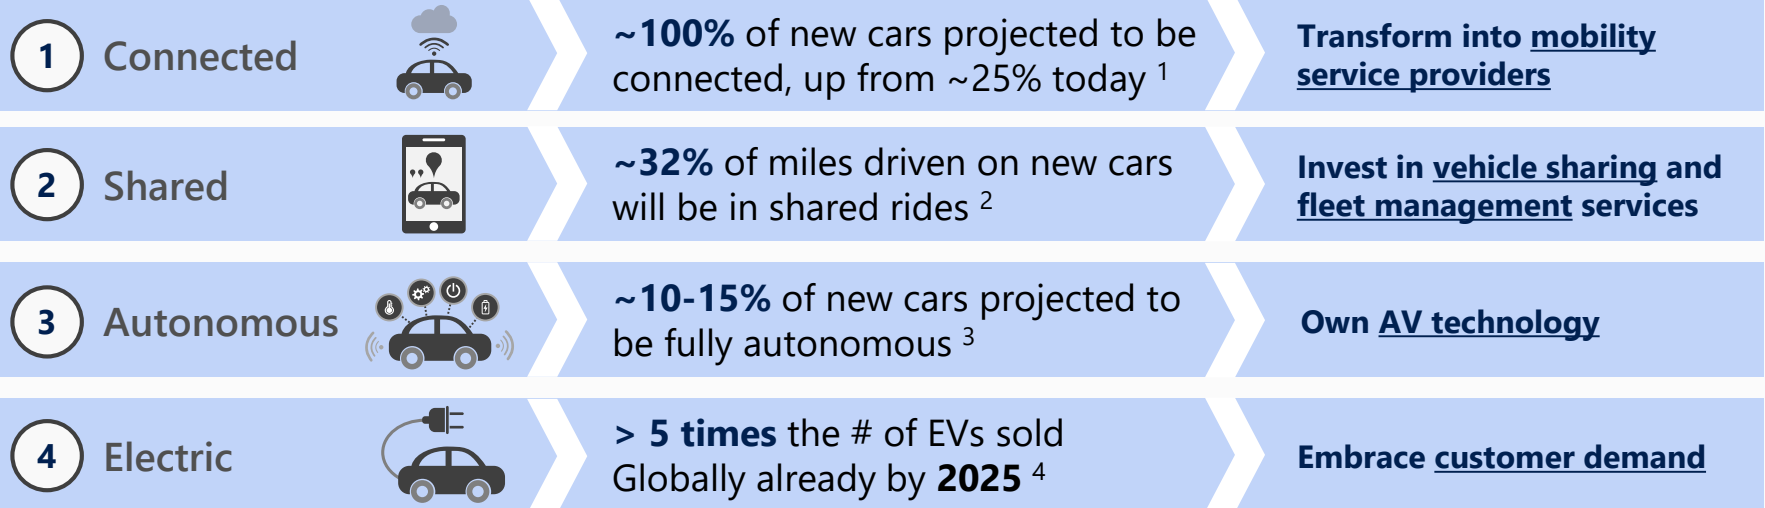 1
Connected
~100% of new cars projected to be
connected, up from ~25% today 1
Transform into mobility
service providers
2
Shared
~32% of miles driven on new cars
will be in shared rides 2
Invest in vehicle sharing and
fleet management services
3
Autonomous
~10-15% of new cars projected to
be fully autonomous 3
Own AV technology
4
Electric
> 5 times the # of EVs sold
Globally already by 2025 4
Embrace customer demand